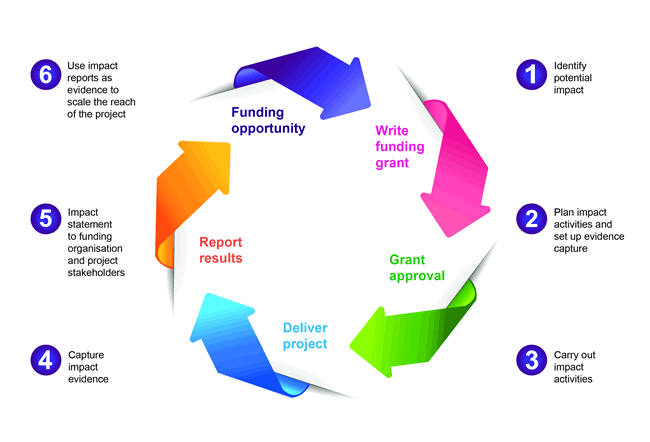 6
Use impact
reports as
evidence to
scale the reach
of the project
1
Identify
potential
impact
Funding
opportunity
Write
funding
grant
5
Impact
statement
to funding
organisation
and project
stakeholders
2
Plan impact
activities and
set up evidence
capture
Report
results
Grant
approval
Deliver
project
4
Capture
impact
evidence
3
Carry out
impact
activities